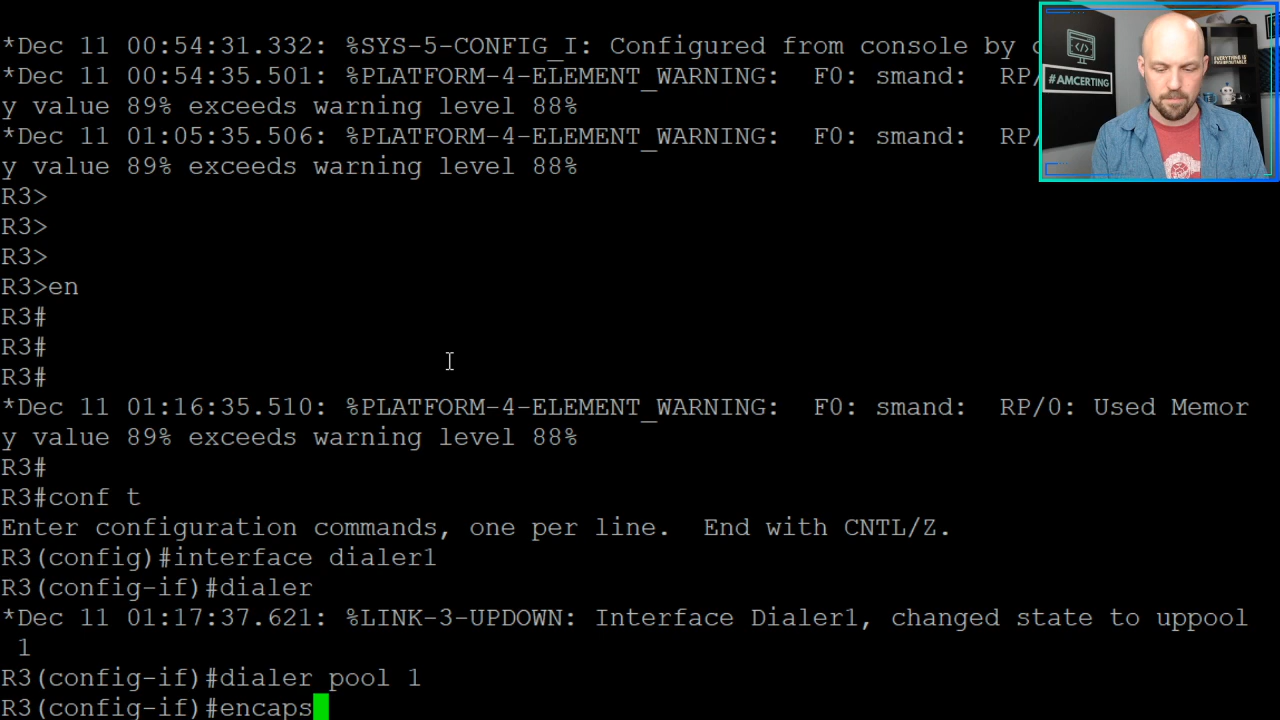 *Dec 11 00:54:31.332: %SYS-5-CONFIG_I: Configured from console by
*Dec 11 00:54:35.501: %PLATFORM-4-ELEMENT_WARNING:  F0: smand:  RP/
y value 89% exceeds warning level 88%
*Dec 11 01:05:35.506: %PLATFORM-4-ELEMENT_WARNING:  F0: smand:  RP/
y value 89% exceeds warning level 88%
R3>
R3>
R3>
R3>en
R3#
R3#
R3#
*Dec 11 01:16:35.510: %PLATFORM-4-ELEMENT_WARNING:  F0: smand:  RP/0: Used Memor
y value 89% exceeds warning level 88%
R3#
R3#conf t
Enter configuration commands, one per line.  End with CNTL/Z.
R3(config)#interface dialer1
R3(config-if)#dialer
*Dec 11 01:17:37.621: %LINK-3-UPDOWN: Interface Dialer1, changed state to uppool
 1
R3(config-if)#dialer pool 1
R3(config-if)#encaps
#AMCERTING